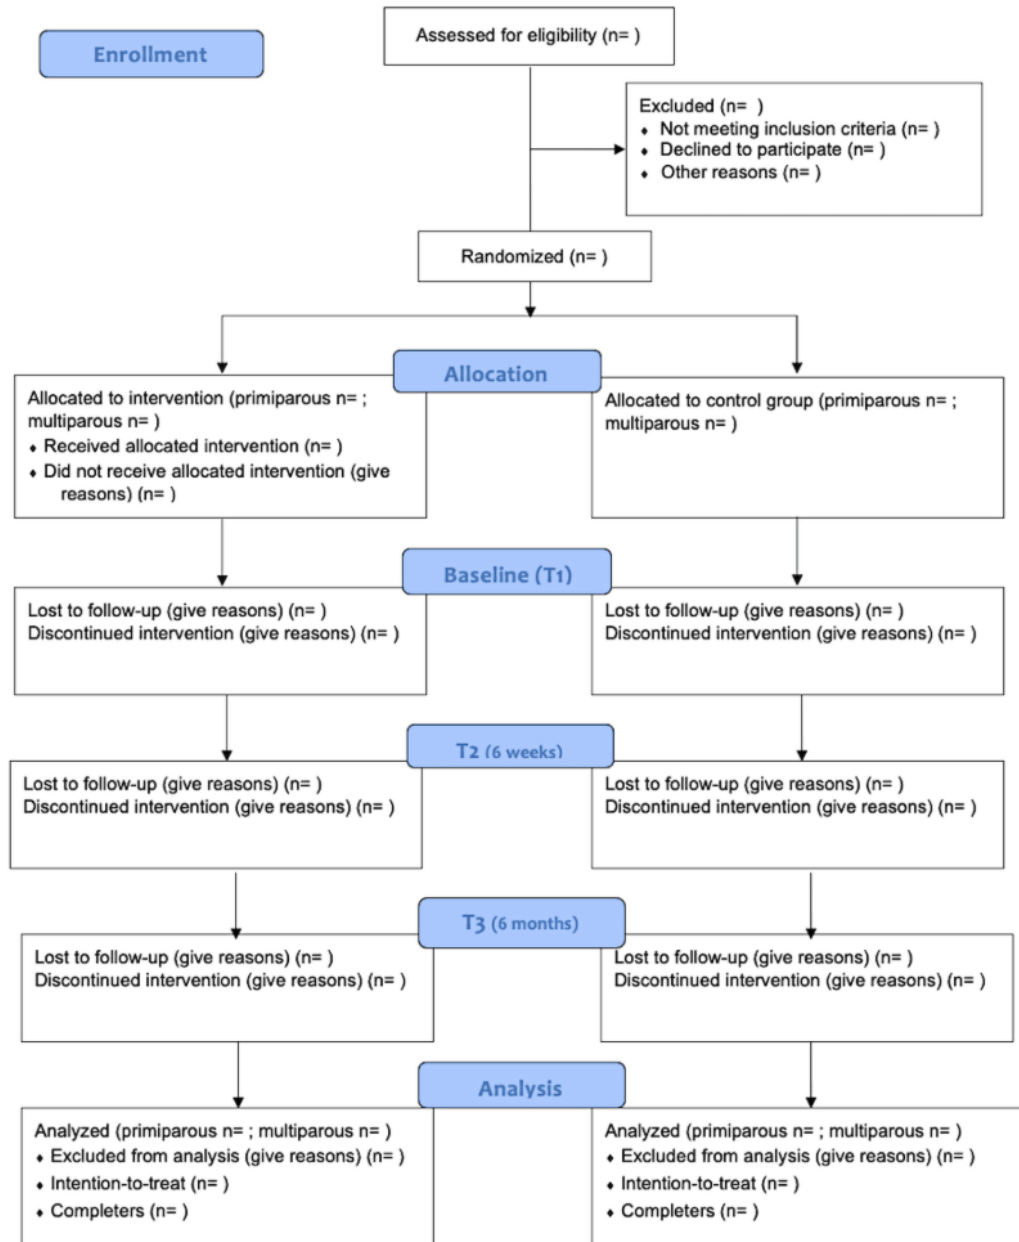 Assessed for eligibility (n= )
Enrollment
Excluded (n=  )
♦ Not meeting inclusion criteria (n= )
♦ Declined to participate (n= )
♦ Other reasons (n= )
Randomized (n= )
Allocation
Allocated to intervention (primiparous n= ;
multiparous n= )
♦ Received allocated intervention (n= )
♦ Did not receive allocated intervention (give
reasons) (n= )
Allocated to control group (primiparous n= ;
multiparous n= )
Baseline (T1)
Lost to follow-up (give reasons) (n= )
Discontinued intervention (give reasons) (n= )
Lost to follow-up (give reasons) (n= )
Discontinued intervention (give reasons) (n= )
T2 (6 weeks)
Lost to follow-up (give reasons) (n= )
Discontinued intervention (give reasons) (n= )
Lost to follow-up (give reasons) (n= )
Discontinued intervention (give reasons) (n= )
T3 (6 months)
Lost to follow-up (give reasons) (n= )
Discontinued intervention (give reasons) (n= )
Lost to follow-up (give reasons) (n= )
Discontinued intervention (give reasons) (n= )
Analysis
Analyzed (primiparous n= ; multiparous n= )
♦ Excluded from analysis (give reasons) (n= )
♦ Intention-to-treat (n= )
♦ Completers (n= )
Analyzed (primiparous n= ; multiparous n= )
♦ Excluded from analysis (give reasons) (n= )
♦ Intention-to-treat (n= )
♦ Completers (n= )